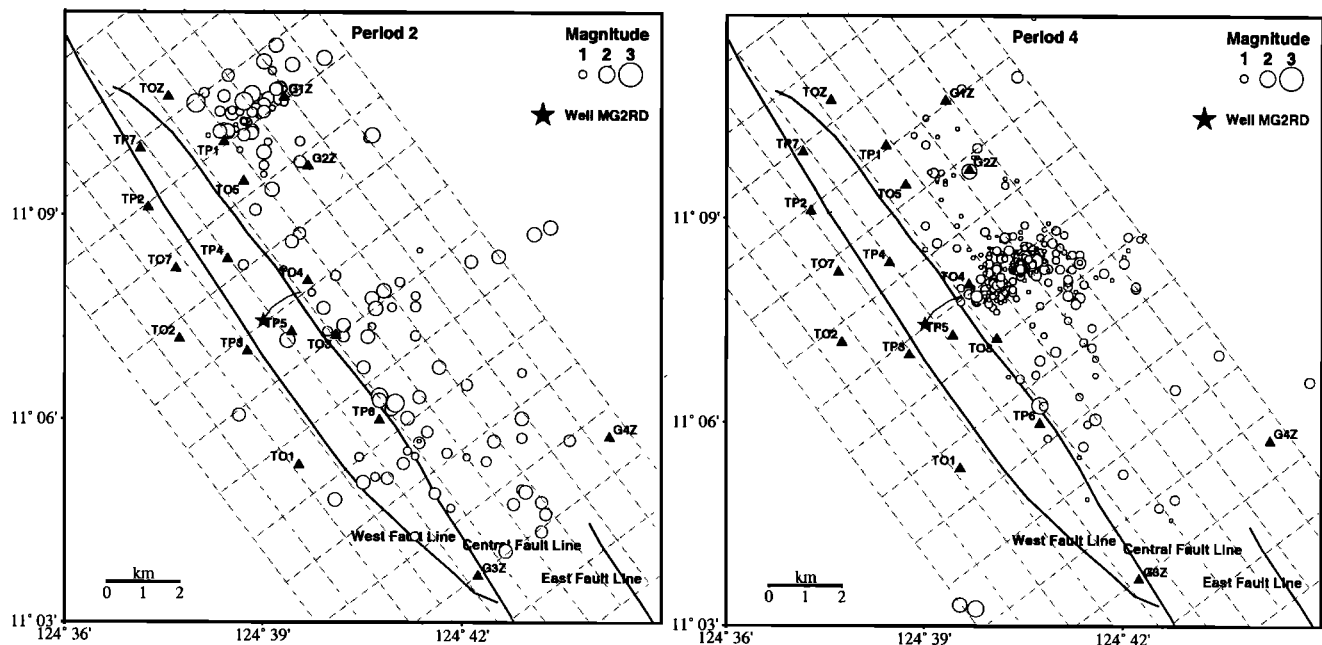 Period 2
Magnitude
1 2 3
Well MG2RD
TOZ
G1Z
TP7
TP1
G2Z
TO5
TP2
11° 09'
TP4
TO7
TO4
TP5
TO2
TO3
TP3
TP6
11° 06'
G4Z
TO1
West Fault Line
Central Fault Line
East Fault Line
G3Z
km
0 1 2
11° 03'
124° 36'
124° 39'
124° 42'
Period 4
Magnitude
1 2 3
Well MG2RD
TOZ
G1Z
TP7
TP1
G2Z
TO5
TP2
11° 09'
TP4
TO7
TO4
TP5
TO2
TP3
11° 06'
TP6
G4Z
TO1
West Fault Line
Central Fault Line
East Fault Line
km
0 1 2
11° 03'
124° 36'
124° 39'
124° 42'